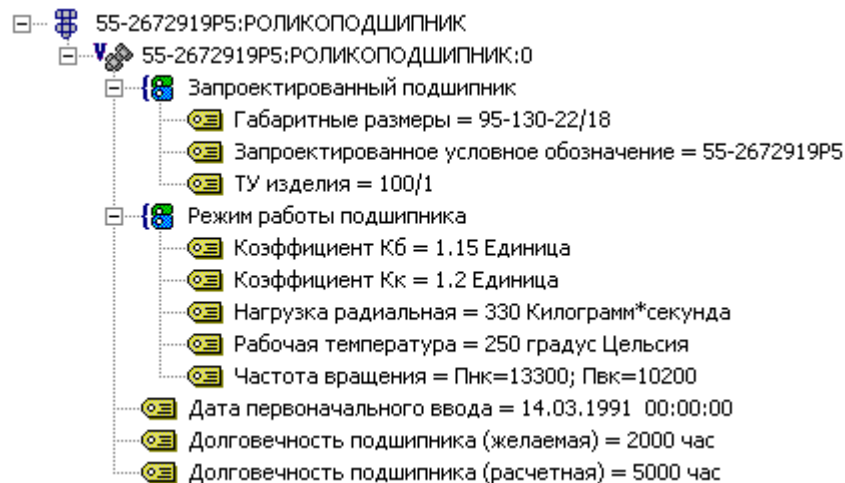 55-2672919Р5:РОЛИКОПОДШИПНИК
55-2672919Р5:РОЛИКОПОДШИПНИК:0
Запроектированный подшипник
Габаритные размеры = 95-130-22/18
Запроектированное условное обозначение = 55-2672919Р5
ТУ изделия = 100/1
Режим работы подшипника
Коэффициент Кб = 1.15 Единица
Коэффициент Кк = 1.2 Единица
Нагрузка радиальная = 330 Килограмм*секунда
Рабочая температура = 250 градус Цельсия
Частота вращения = Пнк=13300; Пвк=10200
Дата первоначального ввода = 14.03.1991  00:00:00
Долговечность подшипника (желаемая) = 2000 час
Долговечность подшипника (расчетная) = 5000 час